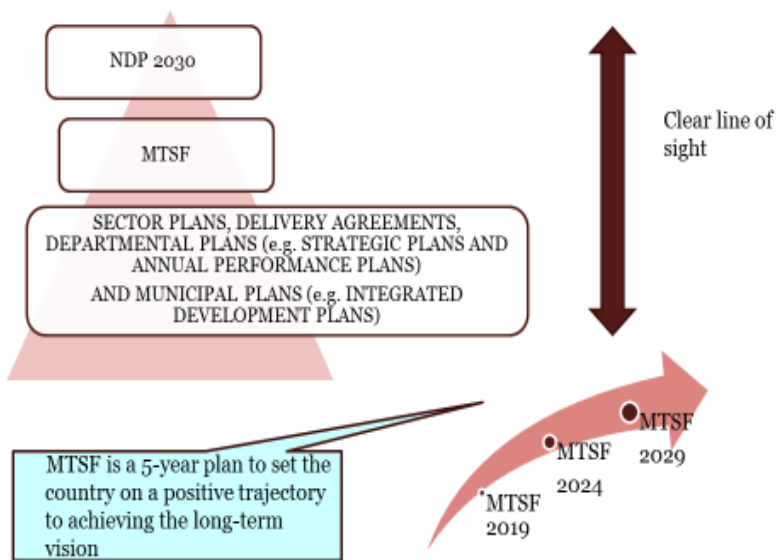 NDP 2030
MTSF
SECTOR PLANS, DELIVERY AGREEMENTS,
DEPARTMENTAL PLANS (e.g. STRATEGIC PLANS AND
ANNUAL PERFORMANCE PLANS)
AND MUNICIPAL PLANS (e.g. INTEGRATED
DEVELOPMENT PLANS)
Clear line of
sight
MTSF is a 5-year plan to set the
country on a positive trajectory
to achieving the long-term
vision
MTSF
2019
MTSF
2024
MTSF
2029